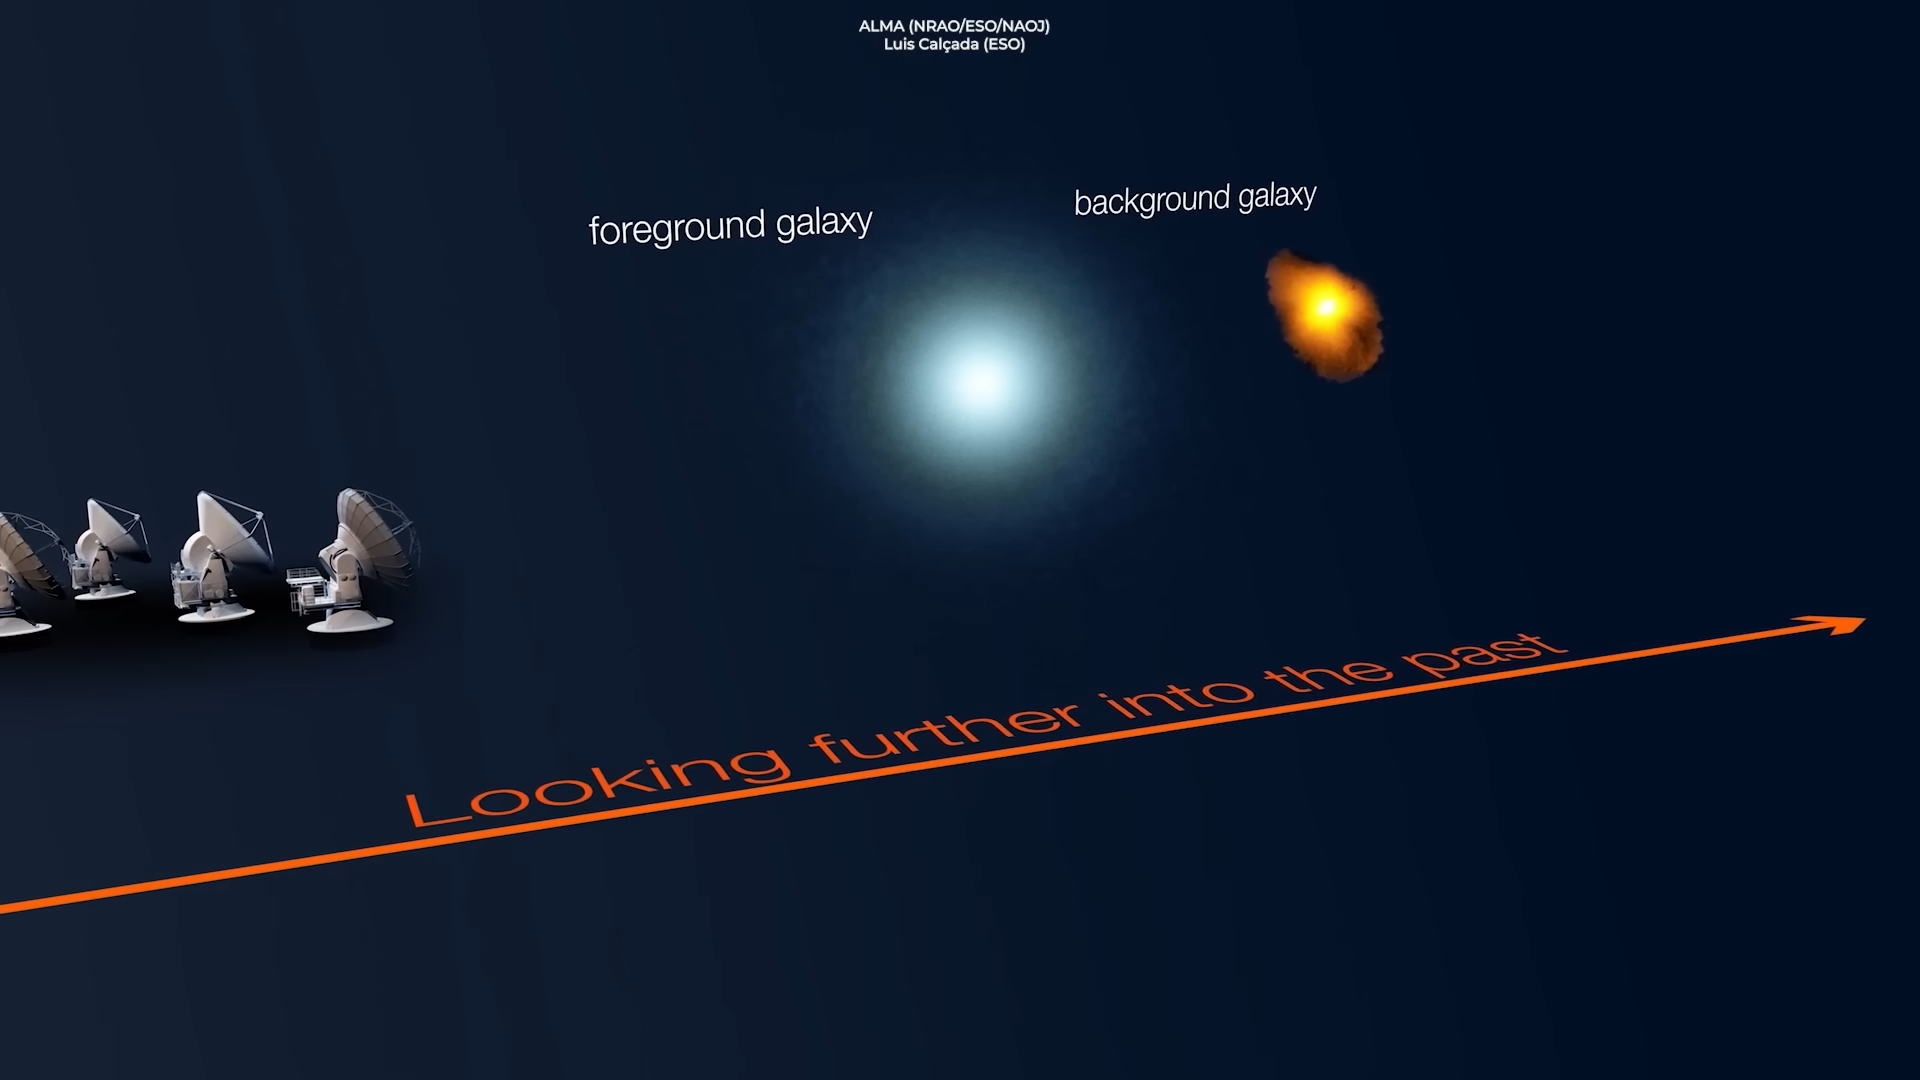 ALMA (NRAO/ESO/NAOJ)
Luis Calçada (ESO)
background galaxy
foreground galaxy
Looking further into the past